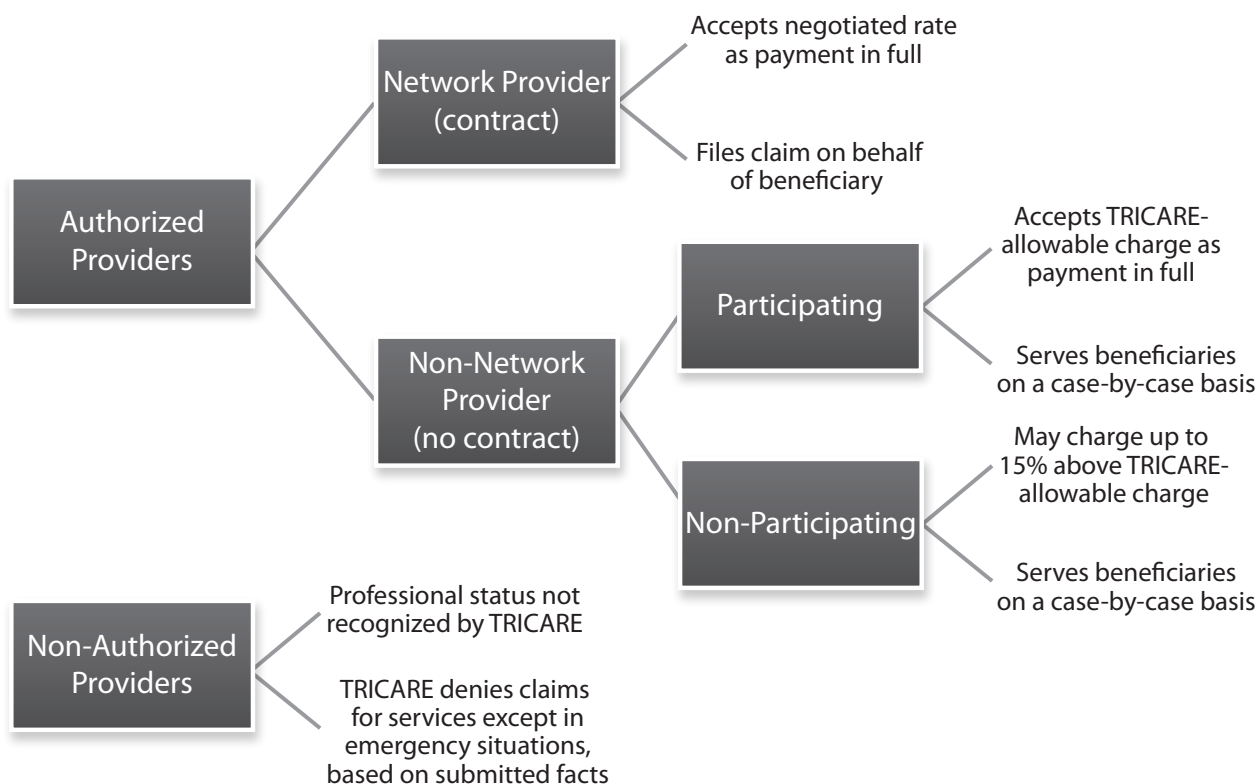 Authorized
Providers
Network Provider
(contract)
Accepts negotiated rate
as payment in full
Files claim on behalf
of beneficiary
Non-Network
Provider
(no contract)
Participating
Accepts TRICARE-
allowable charge as
payment in full
Serves beneficiaries
on a case-by-case basis
Non-Participating
May charge up to
15% above TRICARE-
allowable charge
Serves beneficiaries
on a case-by-case basis
Non-Authorized
Providers
Professional status not
recognized by TRICARE
TRICARE denies claims
for services except in
emergency situations,
based on submitted facts